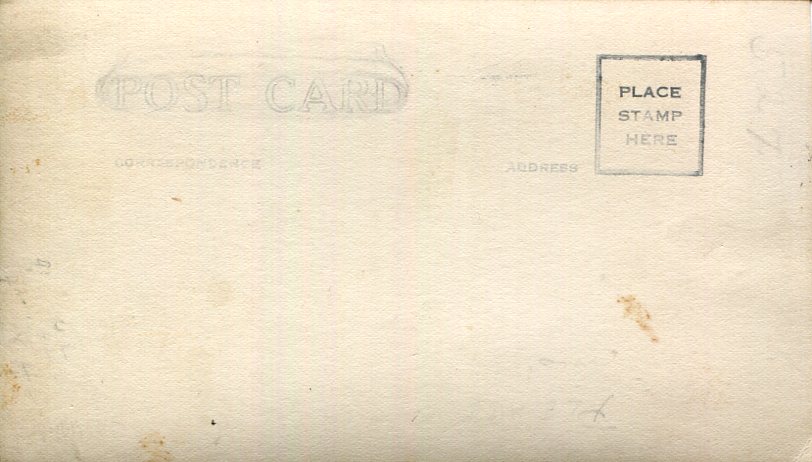 POST CARD
PLACE
STAMP
HERE
CORRESPONDENCE
ADDRESS